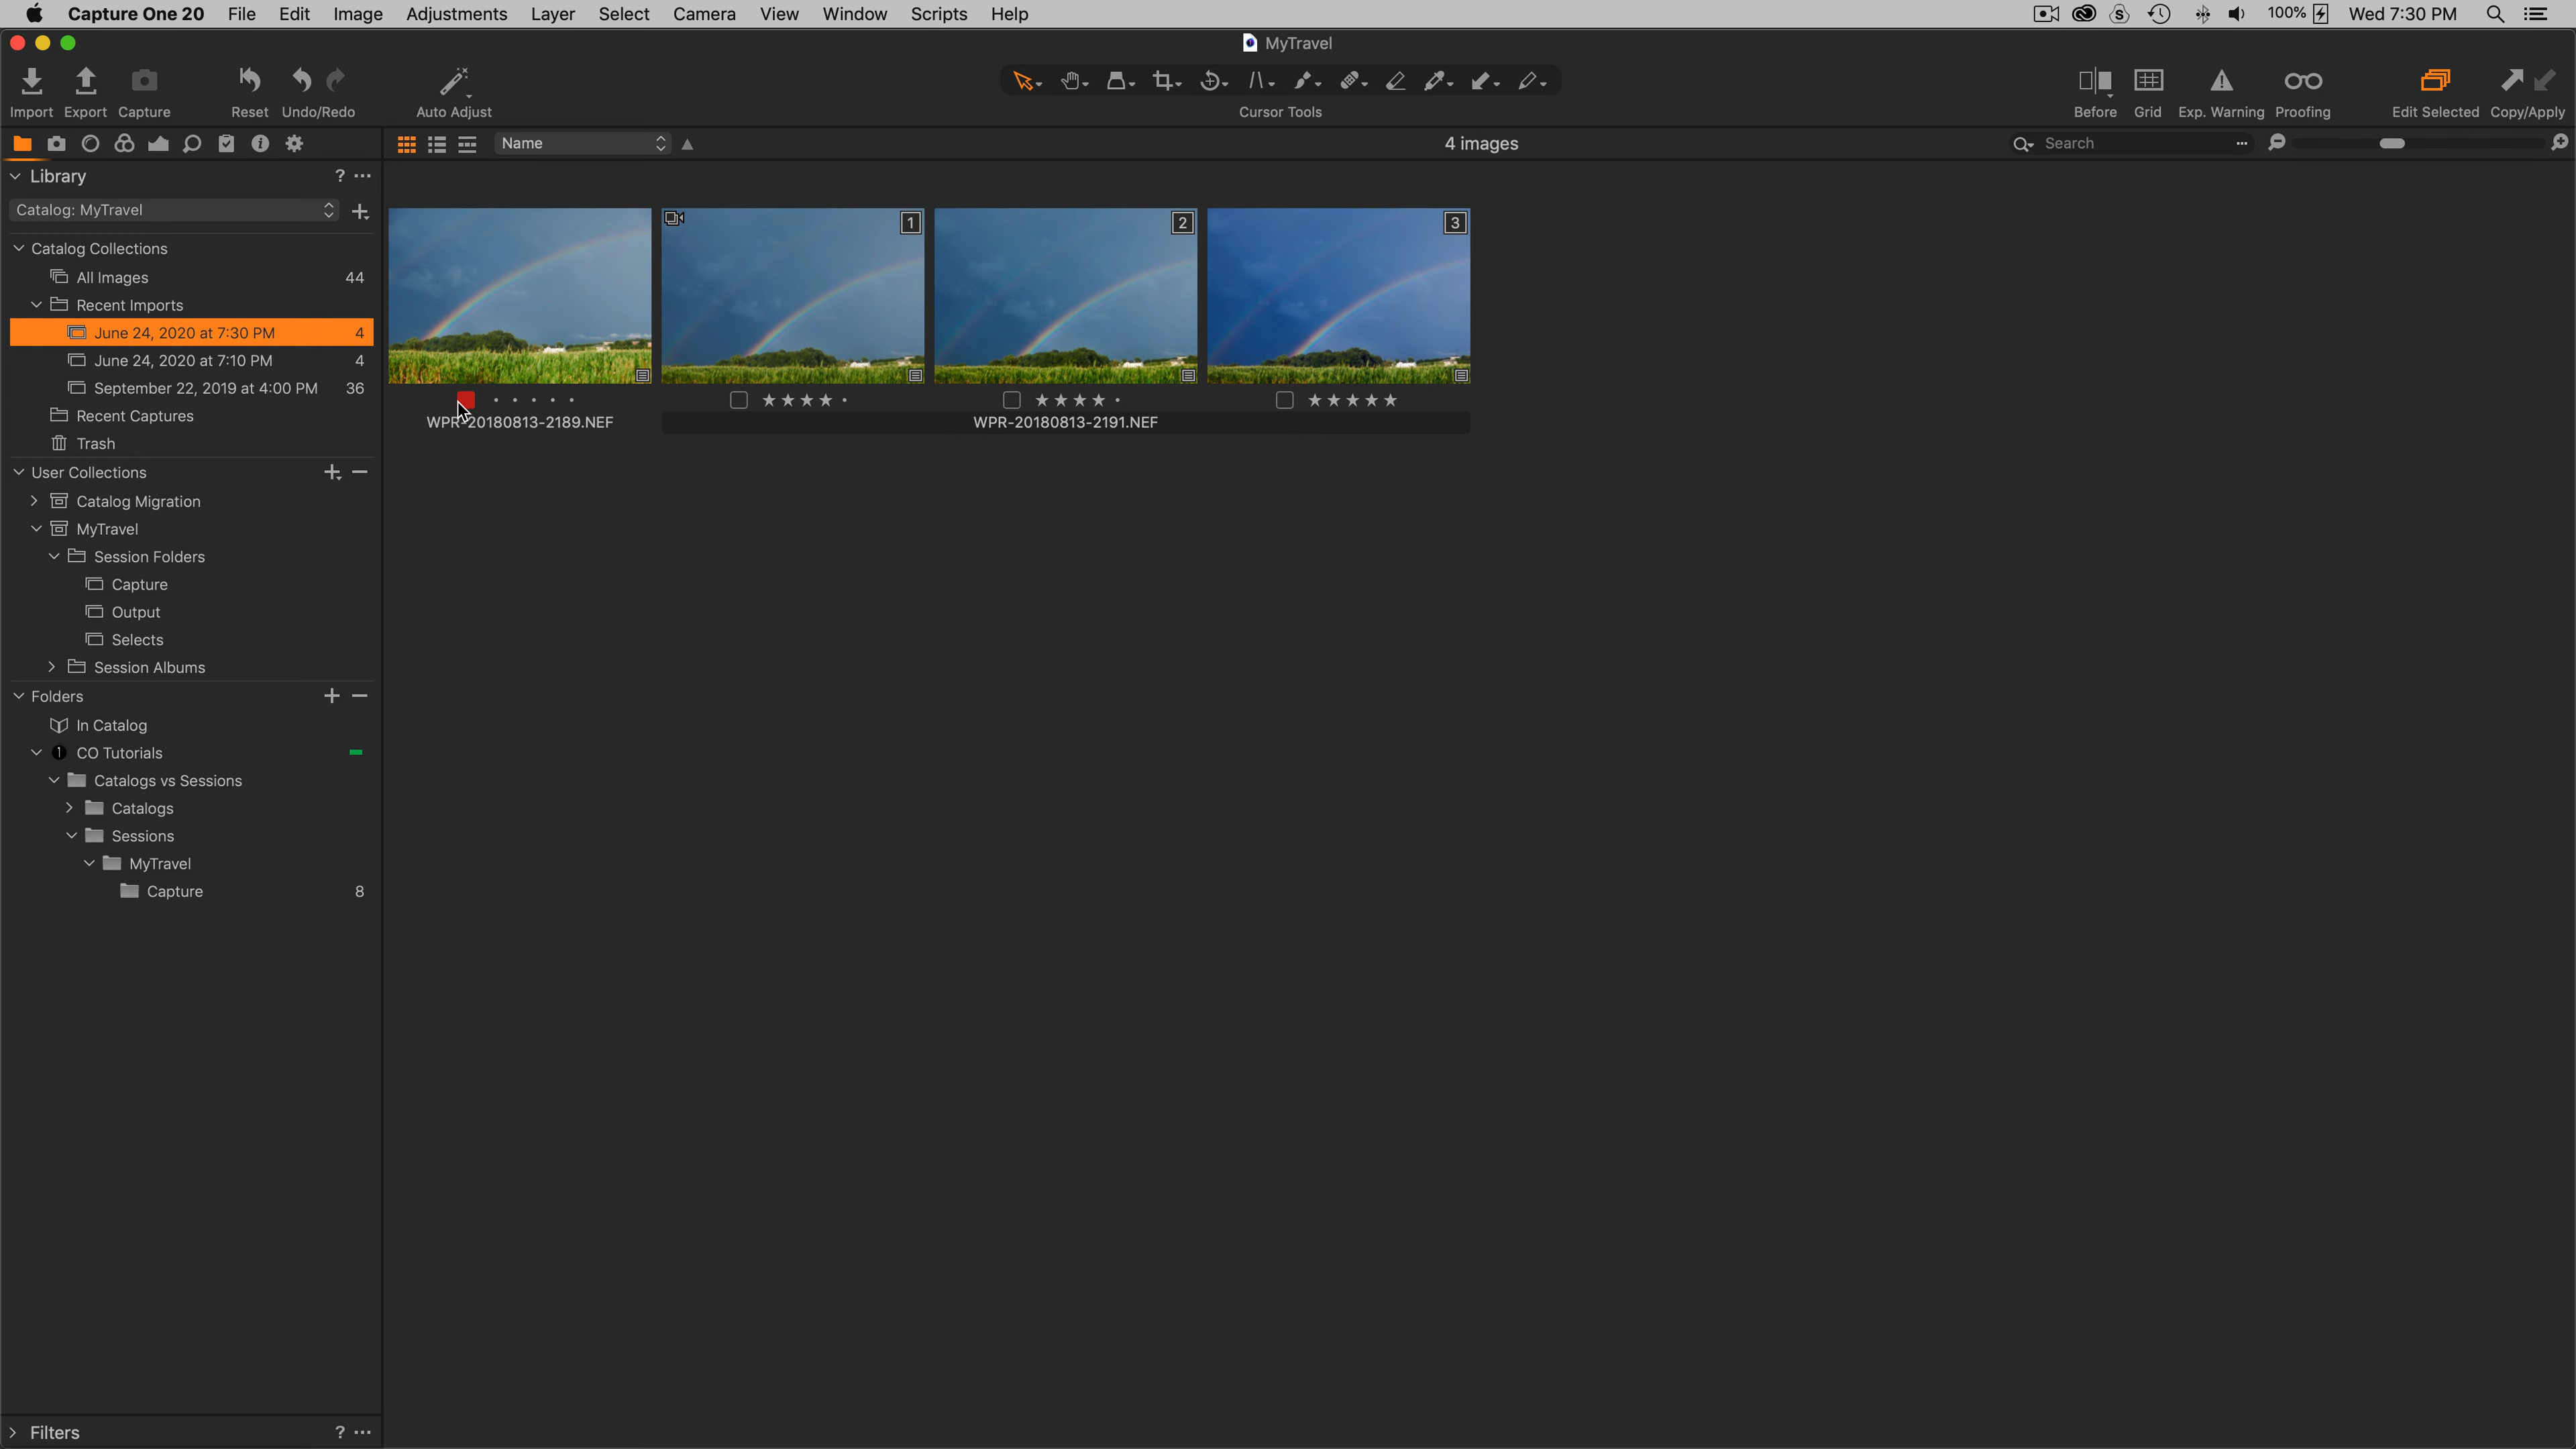 Capture One 20 File Edit Image Adjustments Layer Select Camera View Window Scripts Help 100% Wed 7:30 PM
MyTravel
Import Export Capture Reset Undo/Redo Auto Adjust Cursor Tools Before Grid Exp. Warning Proofing Edit Selected Copy/Apply
Name 4 images Search
Library ?
Catalog: MyTravel
Catalog Collections
All Images 44
Recent Imports
June 24, 2020 at 7:30 PM 4
June 24, 2020 at 7:10 PM 4
September 22, 2019 at 4:00 PM 36
Recent Captures
Trash
User Collections
Catalog Migration
MyTravel
Session Folders
Capture
Output
Selects
Session Albums
Folders
In Catalog
CO Tutorials
Catalogs vs Sessions
Catalogs
Sessions
MyTravel
Capture 8
Filters ?
1 2 3
WPR-20180813-2189.NEF WPR-20180813-2191.NEF